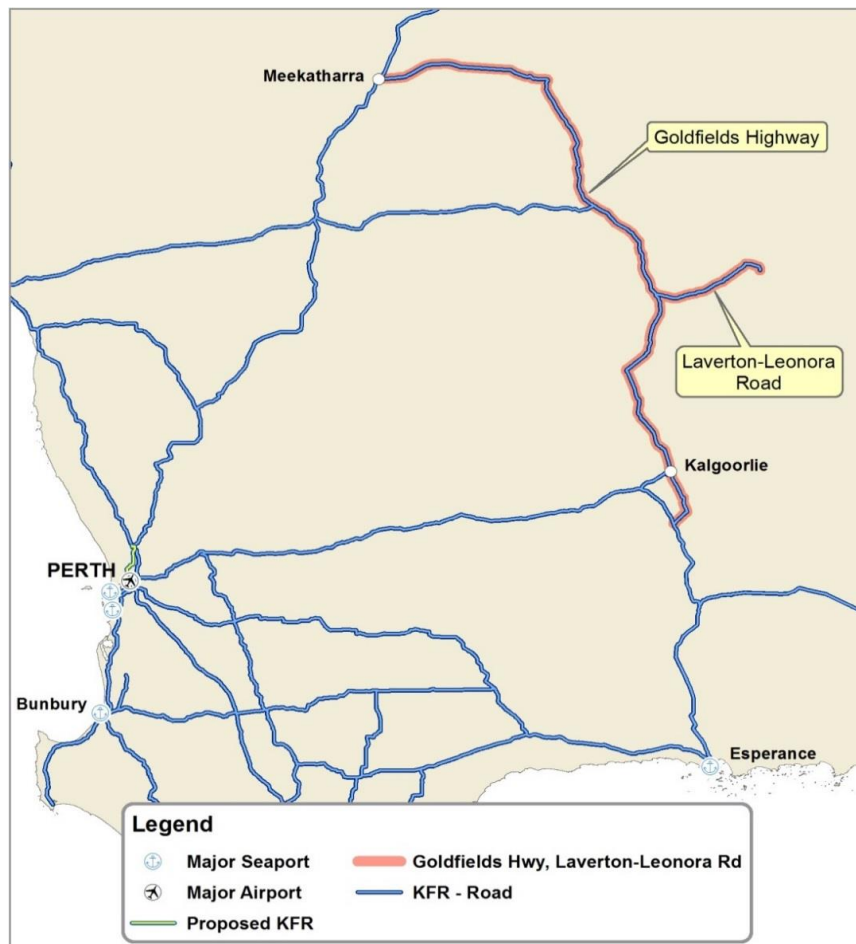 Meekatharra
Goldfields Highway
Laverton-Leonora
Road
Kalgoorlie
PERTH
Bunbury
Esperance
Legend
Major Seaport
Goldfields Hwy, Laverton-Leonora Rd
Major Airport
KFR - Road
Proposed KFR